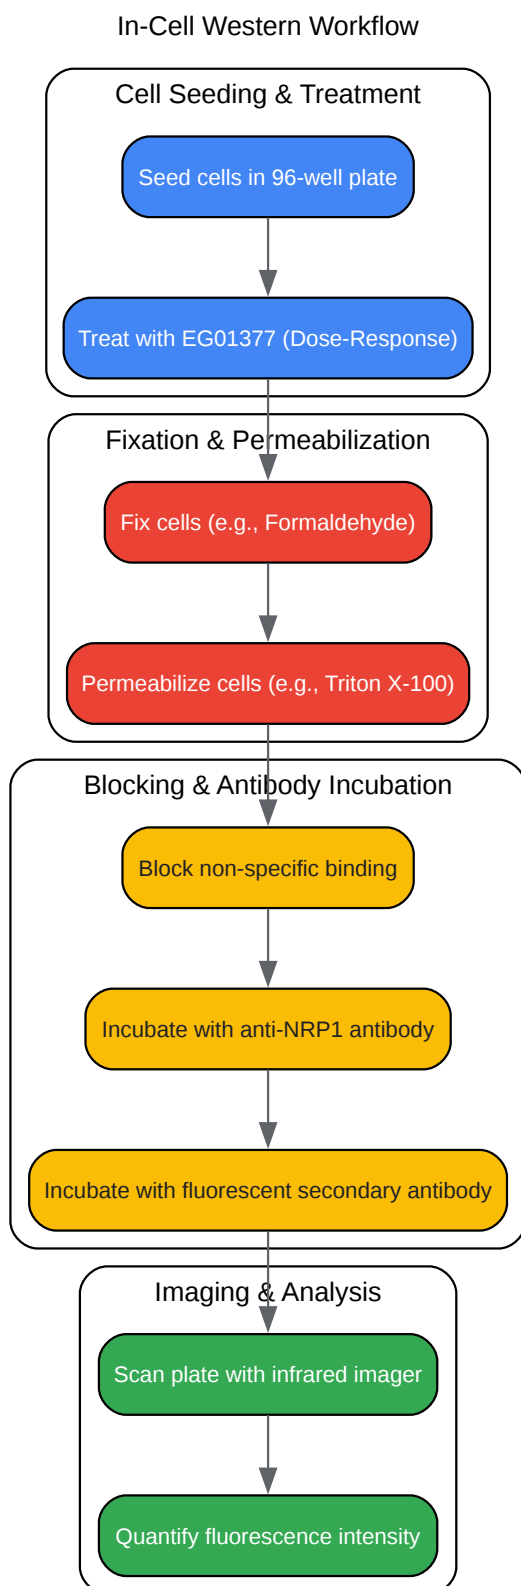 In-Cell Western Workflow
Cell Seeding & Treatment
Seed cells in 96-well plate
Treat with EG01377 (Dose-Response)
Fixation & Permeabilization
Fix cells (e.g., Formaldehyde)
Permeabilize cells (e.g., Triton X-100)
Blocking & Antibody Incubation
Block non-specific binding
Incubate with anti-NRP1 antibody
Incubate with fluorescent secondary antibody
Imaging & Analysis
Scan plate with infrared imager
Quantify fluorescence intensity